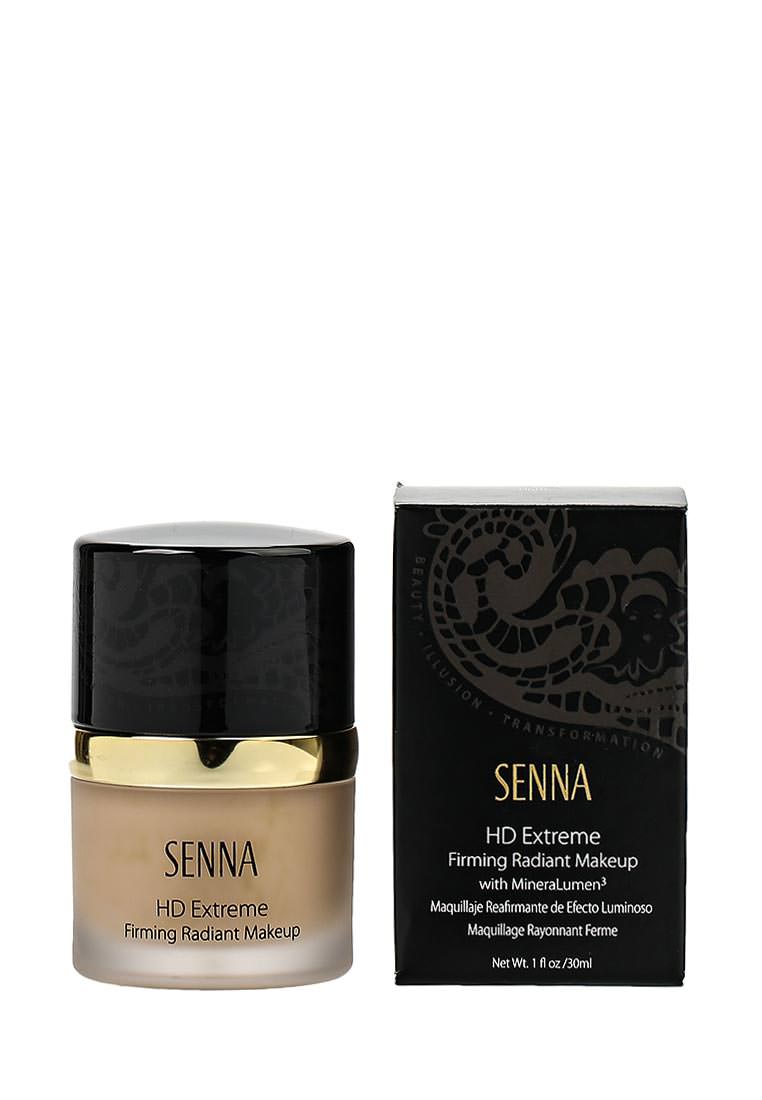 SENNA
HD Extreme
Firming Radiant Makeup
BEAUTY · ILLUSION · TRANSFORMATION
SENNA
HD Extreme
Firming Radiant Makeup
with MineraLumen³
Maquillaje Reafirmante de Efecto Luminoso
Maquillage Rayonnant Ferme
Net Wt. 1 fl oz /30ml